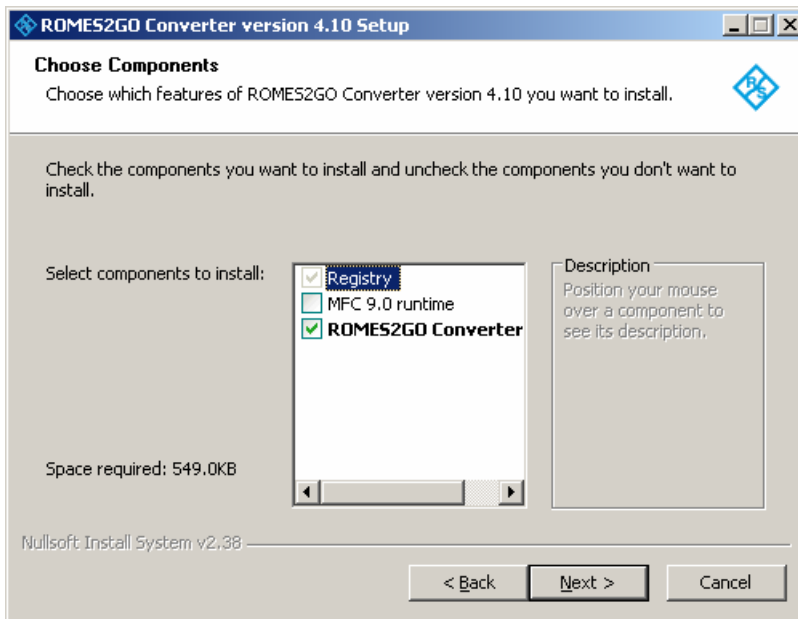 ROMES2GO Converter version 4.10 Setup
Choose Components
Choose which features of ROMES2GO Converter version 4.10 you want to install.
R S
Check the components you want to install and uncheck the components you don't want to
install.
Select components to install:
Registry
MFC 9.0 runtime
ROMES2GO Converter
Description
Position your mouse
over a component to
see its description.
Space required: 549.0KB
Nullsoft Install System v2.38
< Back
Next >
Cancel